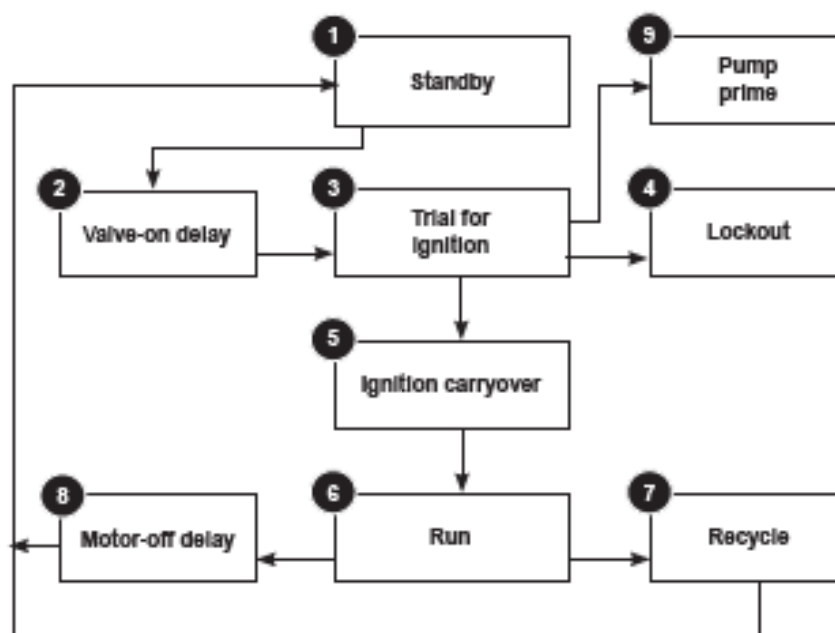 1
Standby
9
Pump
prime
2
Valve-on delay
3
Trial for
ignition
4
Lockout
5
Ignition carryover
8
Motor-off delay
6
Run
7
Recycle